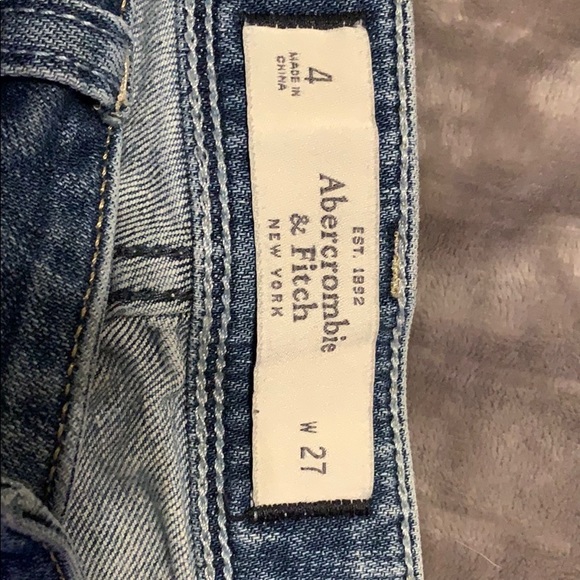 4
MADE IN
CHINA
EST. 1892
Abercrombie
& Fitch
NEW YORK
W 27